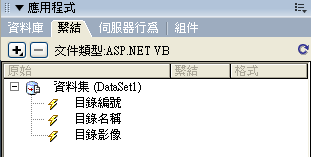 應用程式
資料庫 繫結 伺服器行為 組件
文件類型:ASP.NET VB
原始 繫結 格式
資料集 (DataSet1)
目錄編號
目錄名稱
目錄影像